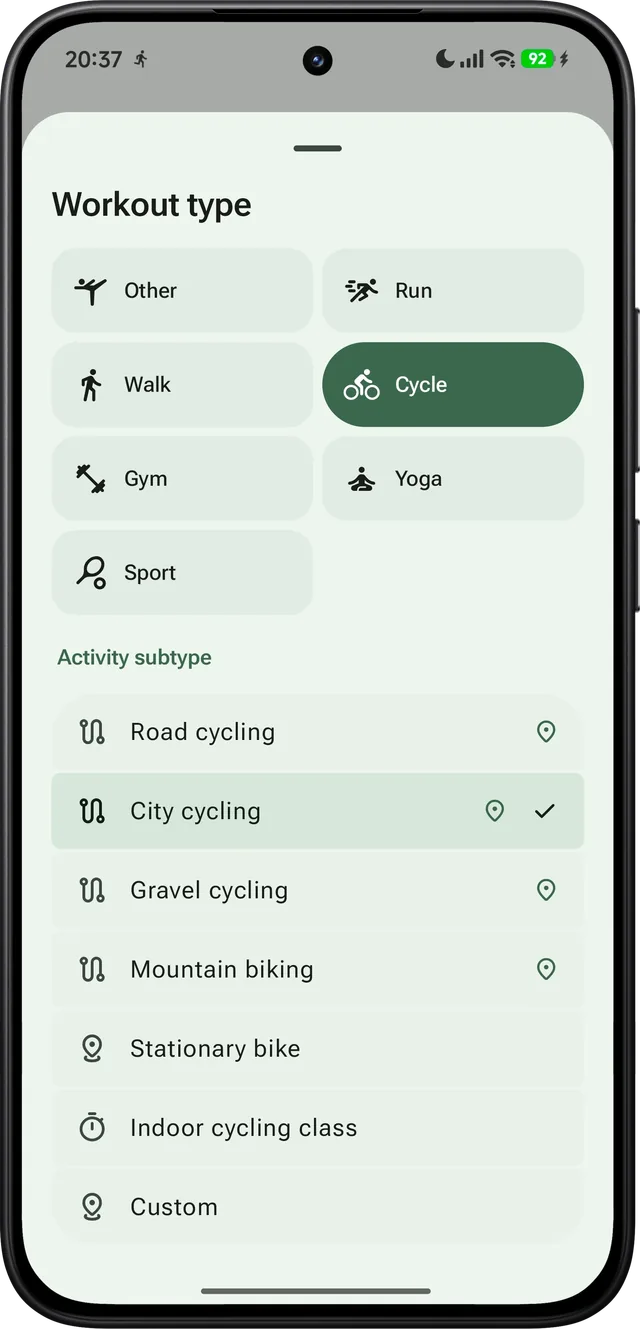 20:37 92
Workout type
Other Run
Walk Cycle
Gym Yoga
Sport
Activity subtype
Road cycling
City cycling
Gravel cycling
Mountain biking
Stationary bike
Indoor cycling class
Custom